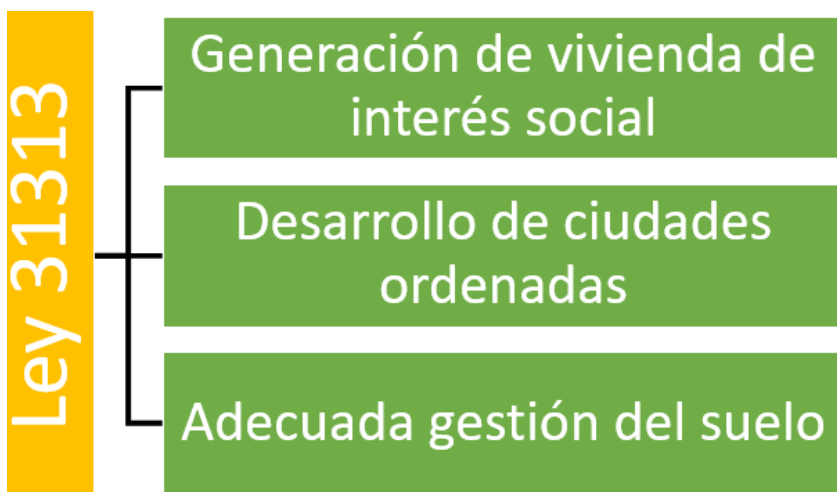 Ley 31313
Generación de vivienda de
interés social
Desarrollo de ciudades
ordenadas
Adecuada gestión del suelo